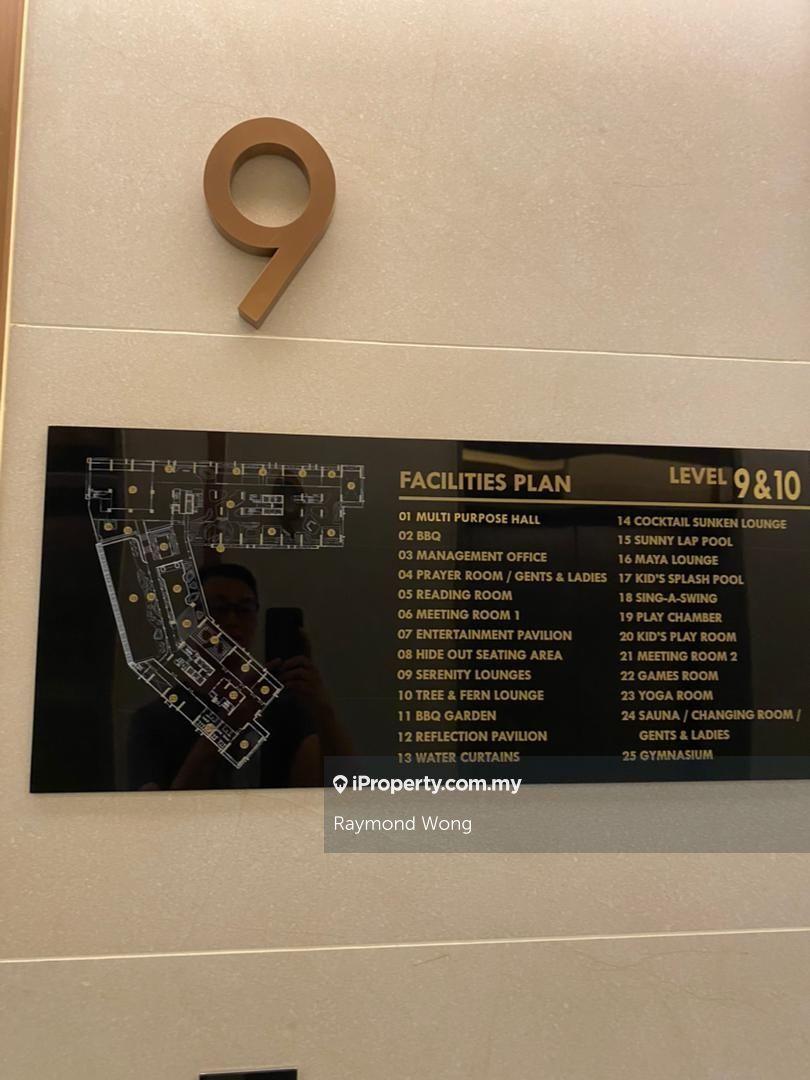 9
FACILITIES PLAN
LEVEL 9&10
01 MULTI PURPOSE HALL
02 BBQ
03 MANAGEMENT OFFICE
04 PRAYER ROOM / GENTS & LADIES
05 READING ROOM
06 MEETING ROOM 1
07 ENTERTAINMENT PAVILION
08 HIDE OUT SEATING AREA
09 SERENITY LOUNGES
10 TREE & FERN LOUNGE
11 BBQ GARDEN
12 REFLECTION PAVILION
13 WATER CURTAINS
14 COCKTAIL SUNKEN LOUNGE
15 SUNNY LAP POOL
16 MAYA LOUNGE
17 KID'S SPLASH POOL
18 SING-A-SWING
19 PLAY CHAMBER
20 KID'S PLAY ROOM
21 MEETING ROOM 2
22 GAMES ROOM
23 YOGA ROOM
24 SAUNA / CHANGING ROOM /
GENTS & LADIES
25 GYMNASIUM
iProperty.com.my
Raymond Wong